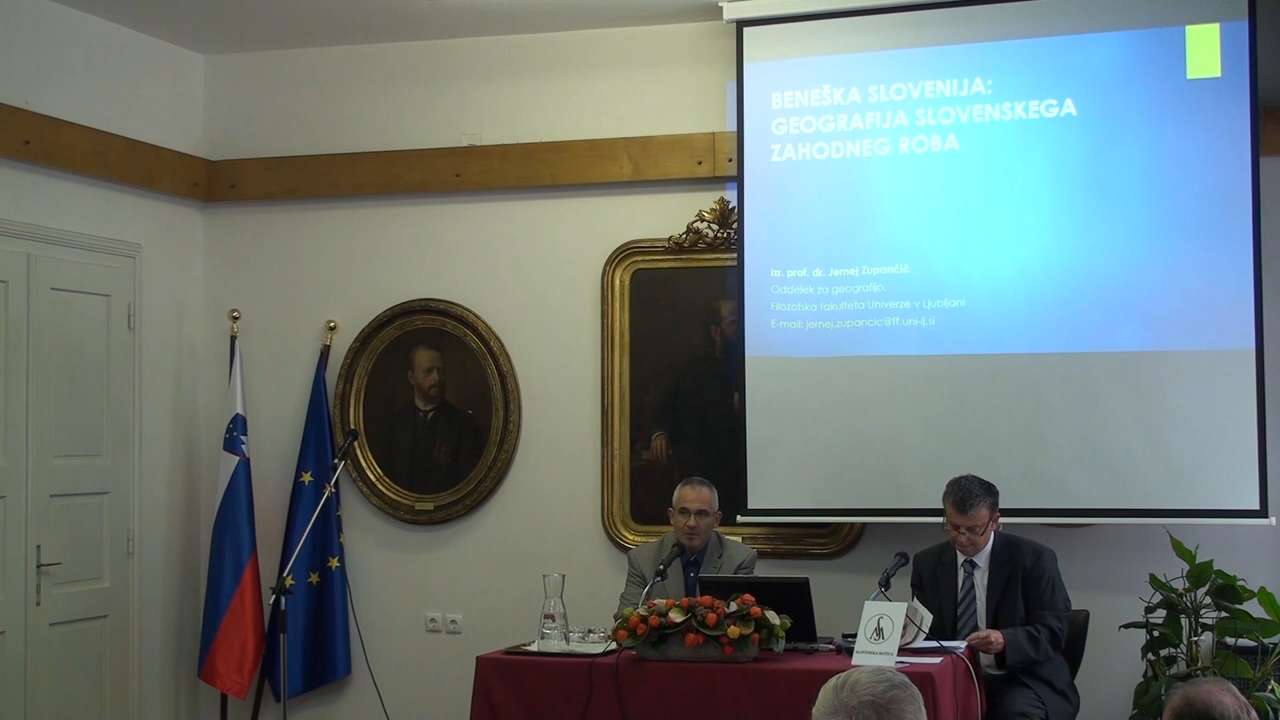 BENEŠKA SLOVENIJA:
GEOGRAFIJA SLOVENSKEGA
ZAHODNEG ROBA
izr. prof. dr. Jernej Zupančič
Oddelek za geografijo,
Filozofska fakulteta Univerze v Ljubljani
E-mail: jernej.zupancic@ff.uni-lj.si
SLOVENSKA MATICA